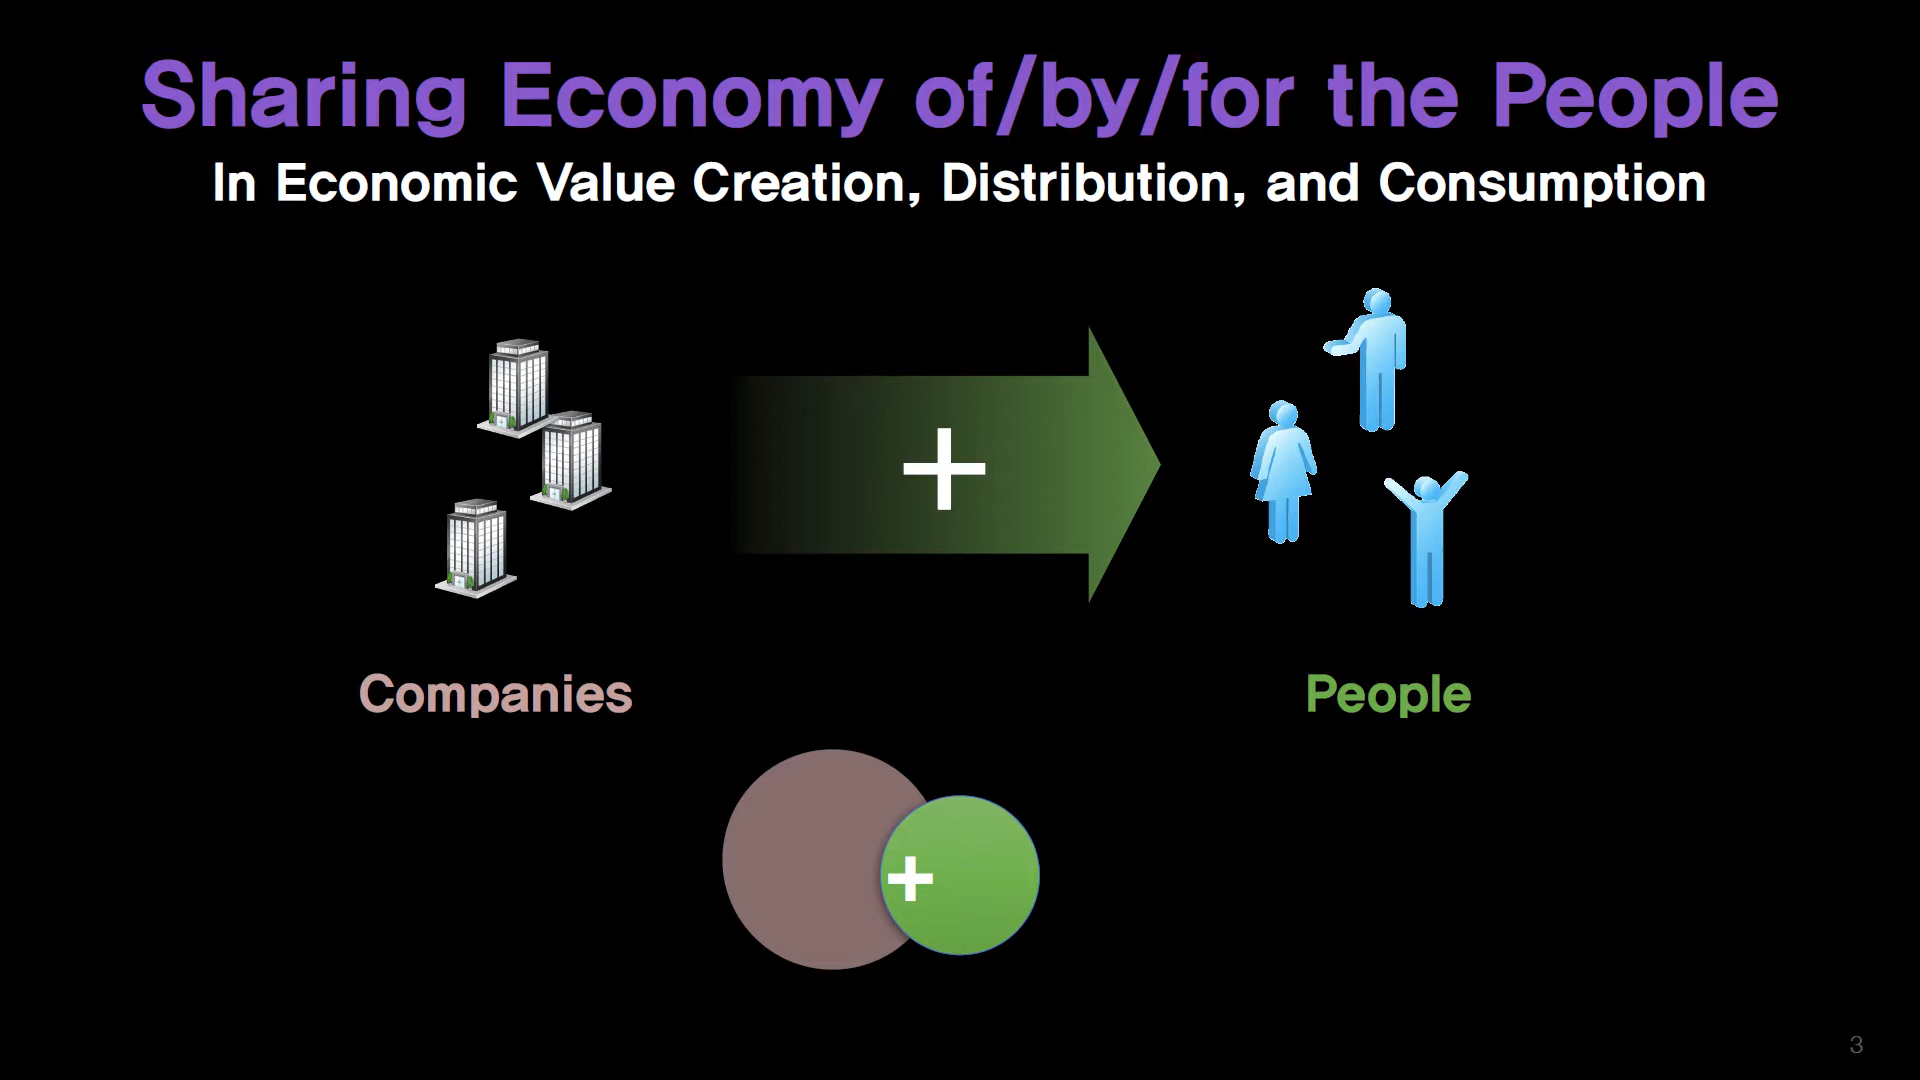 Sharing Economy of/by/for the People
In Economic Value Creation, Distribution, and Consumption
+
Companies
People
+
3